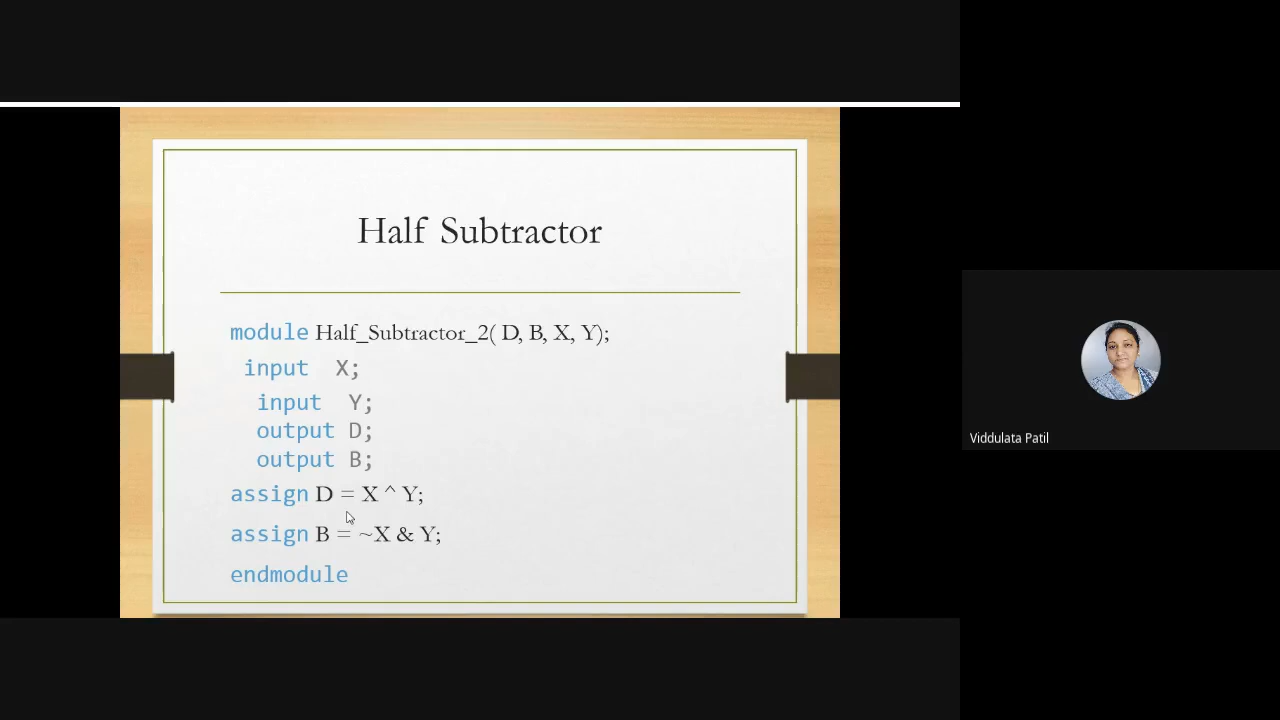 Half Subtractor
module Half_Subtractor_2( D, B, X, Y);
input X;
input Y;
output D;
output B;
assign D = X ^ Y;
assign B = ~X & Y;
endmodule
Viddulata Patil